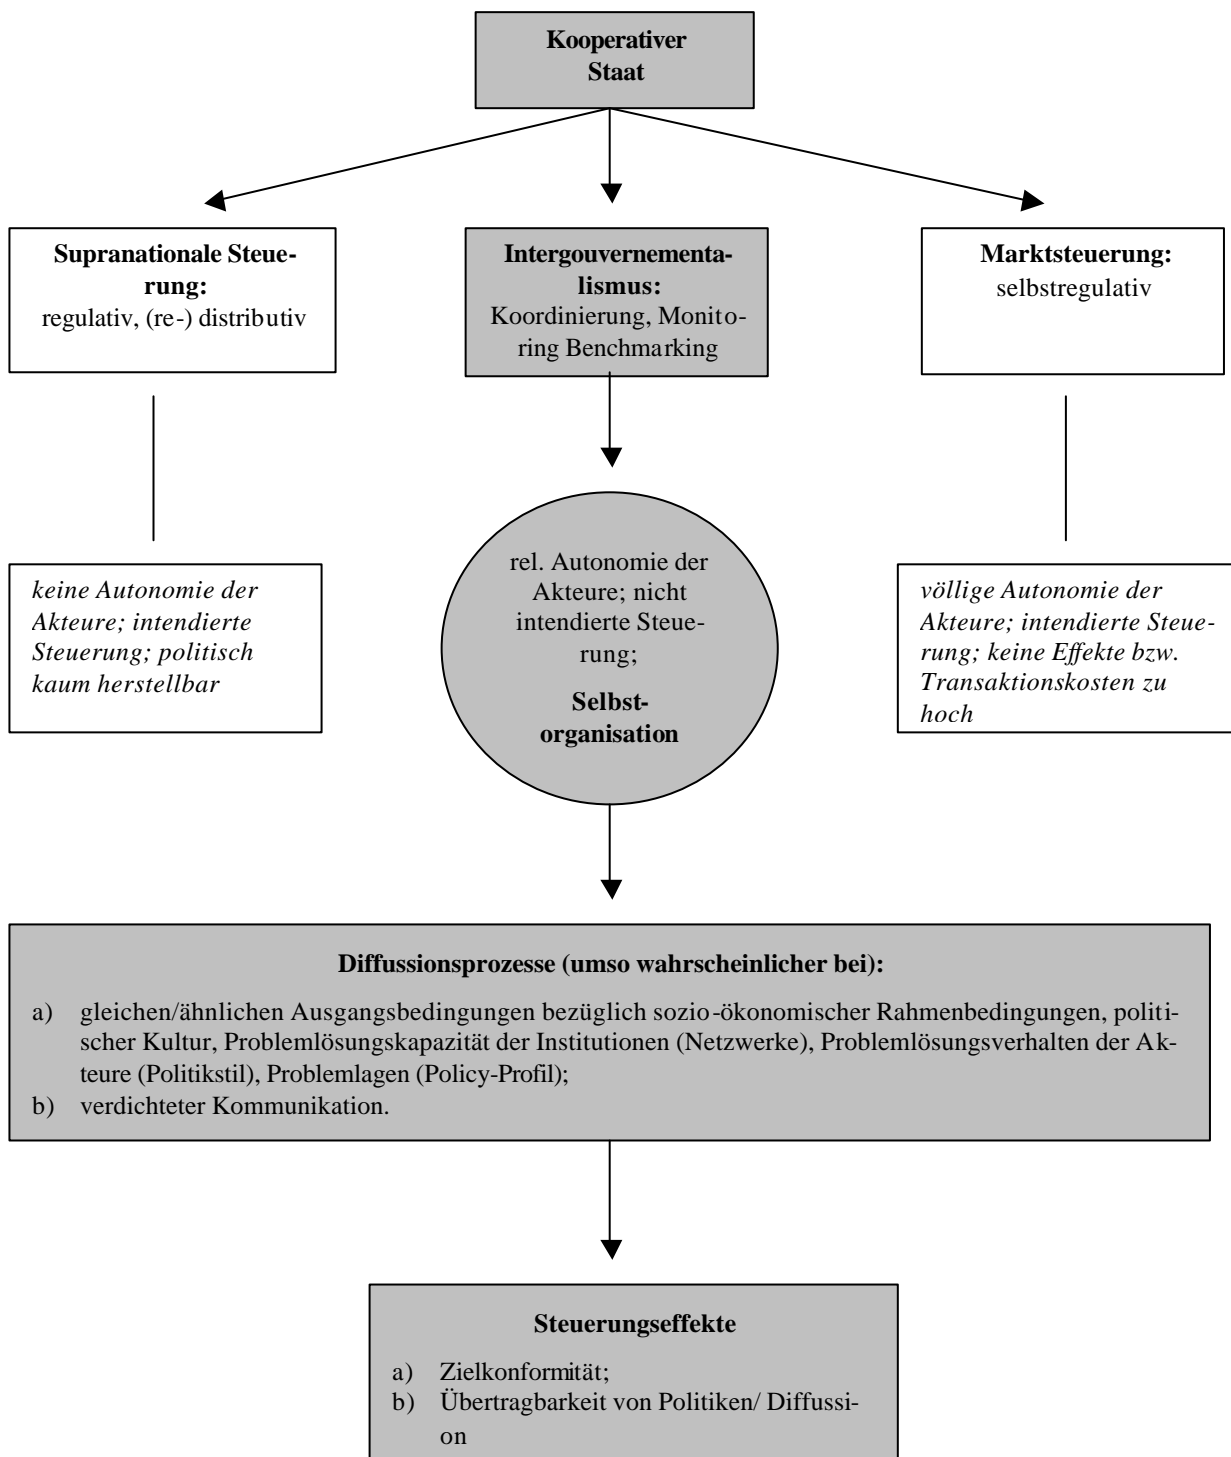 Kooperativer
Staat
Supranationale Steue-
rung:
regulativ, (re-) distributiv
Intergouvernementa-
lismus:
Koordinierung, Monito-
ring Benchmarking
Marktsteuerung:
selbstregulativ
keine Autonomie der
Akteure; intendierte
Steuerung; politisch
kaum herstellbar
rel. Autonomie der
Akteure; nicht
intendierte Steue-
rung;
Selbst-
organisation
völlige Autonomie der
Akteure; intendierte Steue-
rung; keine Effekte bzw.
Transaktionskosten zu
hoch
Diffussionsprozesse (umso wahrscheinlicher bei):
a) gleichen/ähnlichen Ausgangsbedingungen bezüglich sozio-ökonomischer Rahmenbedingungen, politi-
scher Kultur, Problemlösungskapazität der Institutionen (Netzwerke), Problemlösungsverhalten der Ak-
teure (Politikstil), Problemlagen (Policy-Profil);
b) verdichteter Kommunikation.
Steuerungseffekte
a) Zielkonformität;
b) Übertragbarkeit von Politiken/ Diffussi-
on